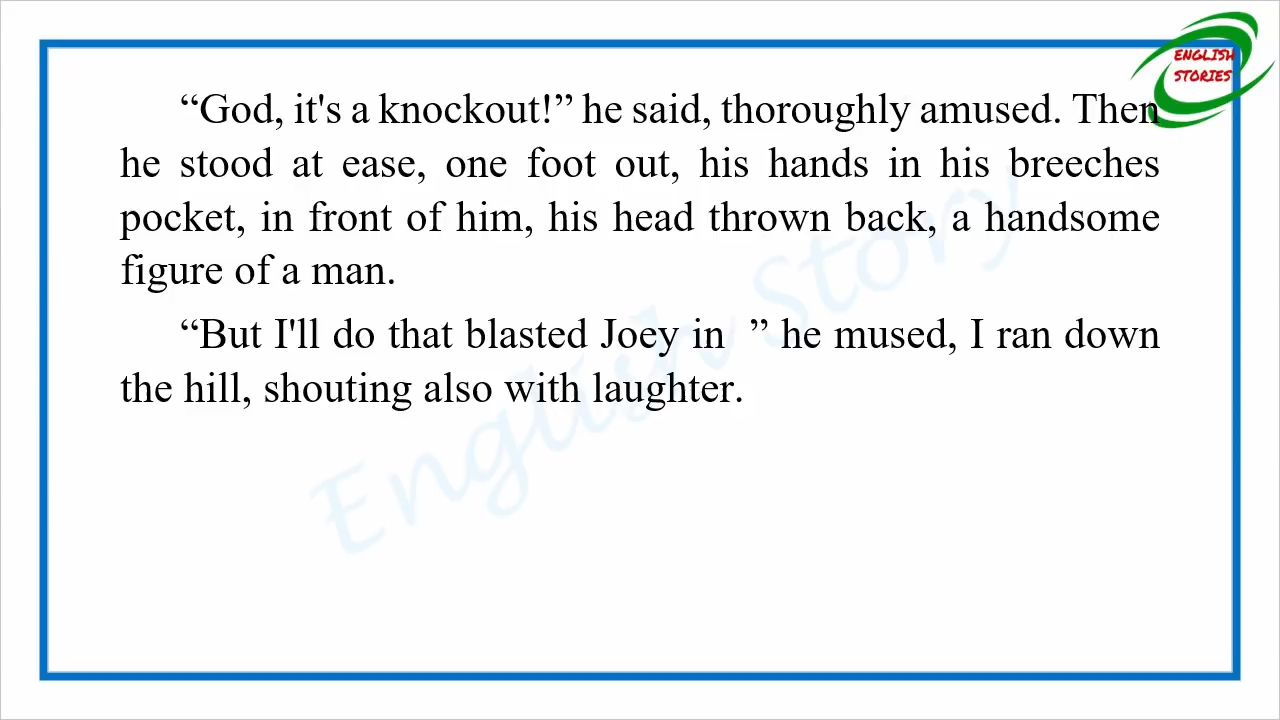 ENGLISH
STORIES
“God, it's a knockout!” he said, thoroughly amused. Then
he stood at ease, one foot out, his hands in his breeches
pocket, in front of him, his head thrown back, a handsome
figure of a man.
“But I'll do that blasted Joey in  ” he mused, I ran down
the hill, shouting also with laughter.
English Story